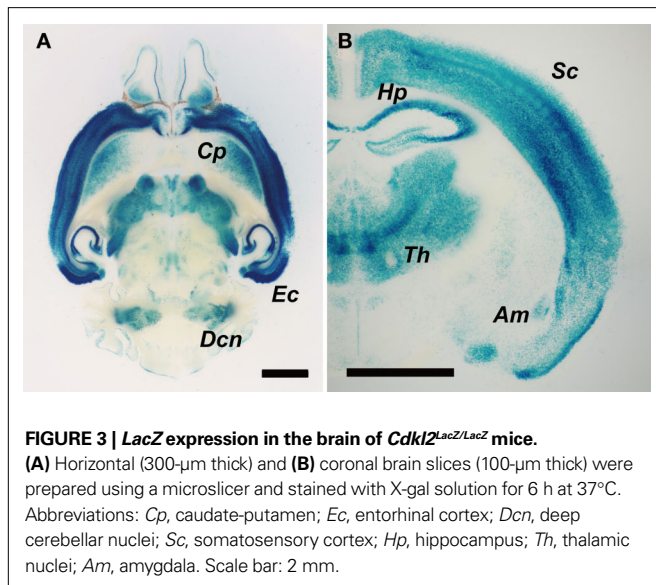 A
B
Sc
Hp
Cp
Th
Ec
Am
Dcn
FIGURE 3 | LacZ expression in the brain of Cdkl2LacZ/LacZ mice.
(A) Horizontal (300-μm thick) and (B) coronal brain slices (100-μm thick) were
prepared using a microslicer and stained with X-gal solution for 6 h at 37°C.
Abbreviations: Cp, caudate-putamen; Ec, entorhinal cortex; Dcn, deep
cerebellar nuclei; Sc, somatosensory cortex; Hp, hippocampus; Th, thalamic
nuclei; Am, amygdala. Scale bar: 2 mm.